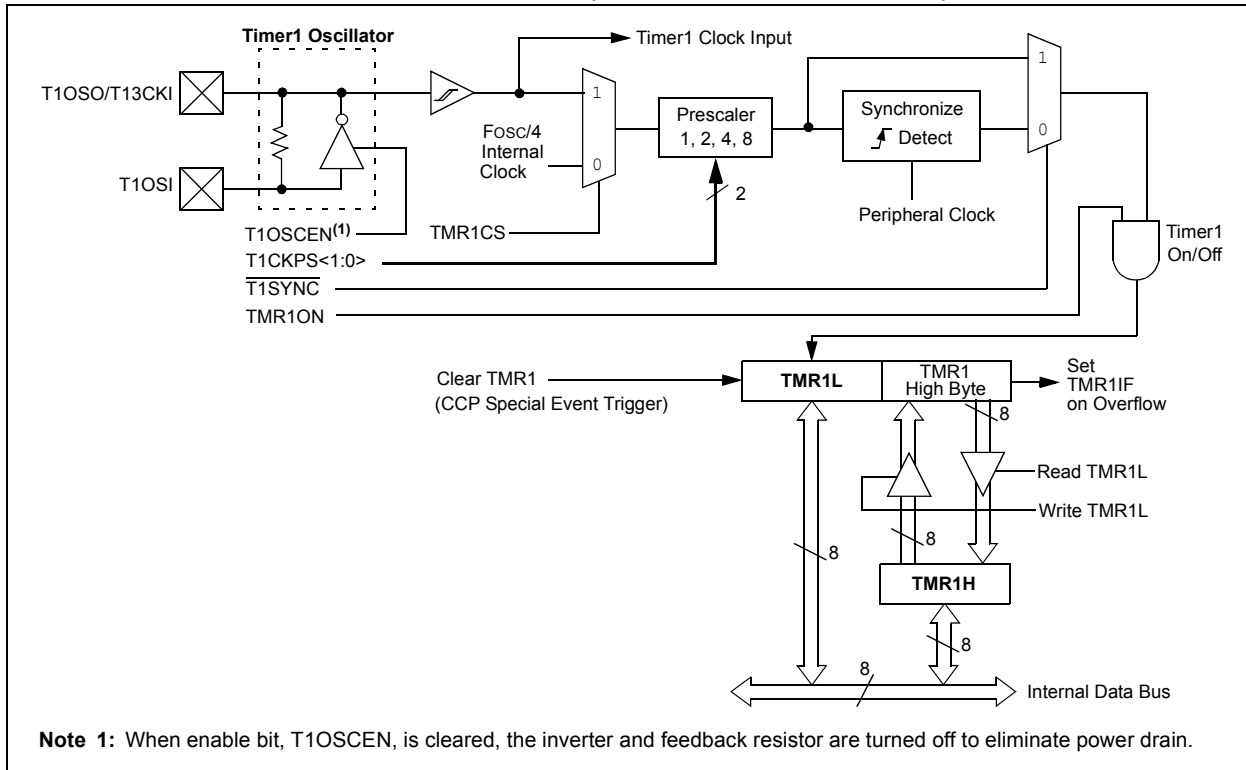 Timer1 Oscillator
Timer1 Clock Input
T1OSO/T13CKI
1
1
Prescaler
1, 2, 4, 8
Synchronize
Detect
FOSC/4
Internal
Clock
0
0
T1OSI
2
Peripheral Clock
T1OSCEN(1)
TMR1CS
Timer1
On/Off
T1CKPS<1:0>
T1SYNC
TMR1ON
Clear TMR1
(CCP Special Event Trigger)
TMR1L
TMR1
High Byte
Set
TMR1IF
on Overflow
8
Read TMR1L
Write TMR1L
8
8
TMR1H
8
8
Internal Data Bus
Note 1: When enable bit, T1OSCEN, is cleared, the inverter and feedback resistor are turned off to eliminate power drain.